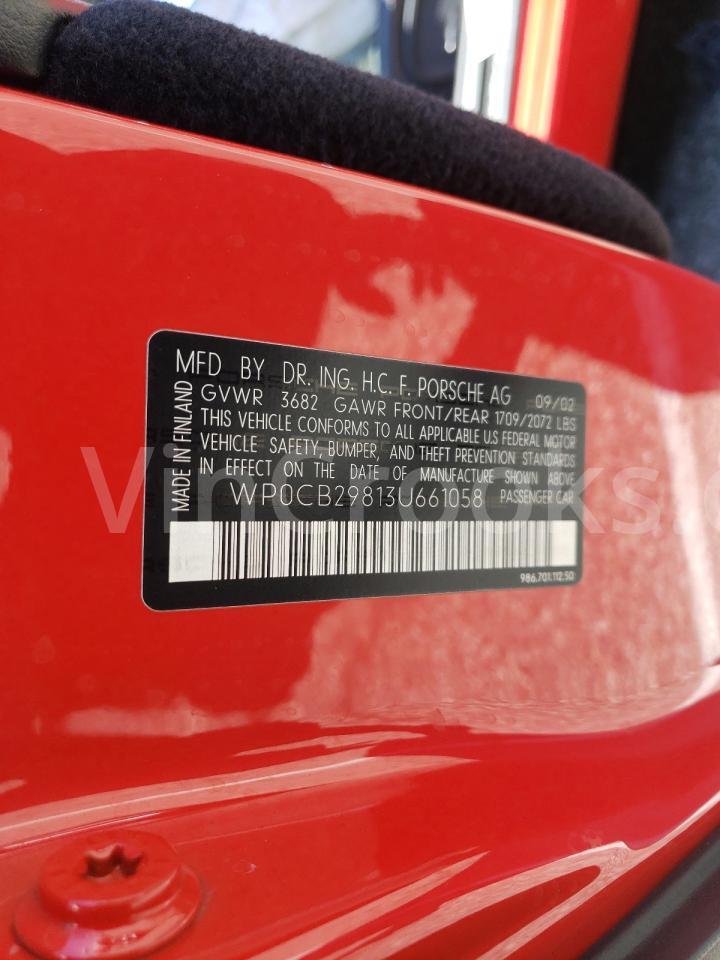 MFD BY. DR. ING. H.C. F. PORSCHE AG 09/02
GVWR 3682 GAWR FRONT/REAR 1709/2072 LBS
THIS VEHICLE CONFORMS TO ALL APPLICABLE U.S FEDERAL MOTOR
VEHICLE SAFETY, BUMPER, AND THEFT PREVENTION STANDARDS
IN EFFECT ON THE DATE OF MANUFACTURE SHOWN ABOVE
WP0CB29813U661058 PASSENGER CAR
MADE IN FINLAND
986.701.112.50
VinCrooks.